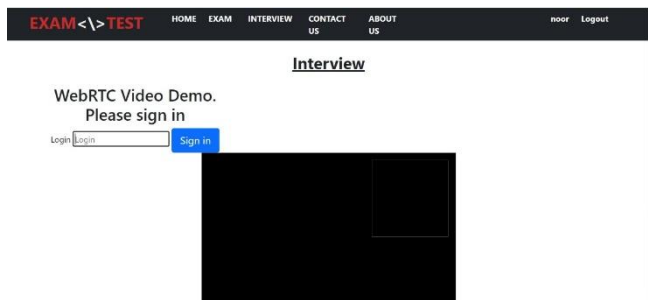 EXAM<\>TEST HOME EXAM INTERVIEW CONTACT US ABOUT US noor Logout
Interview
WebRTC Video Demo.
Please sign in
Login Login Sign in